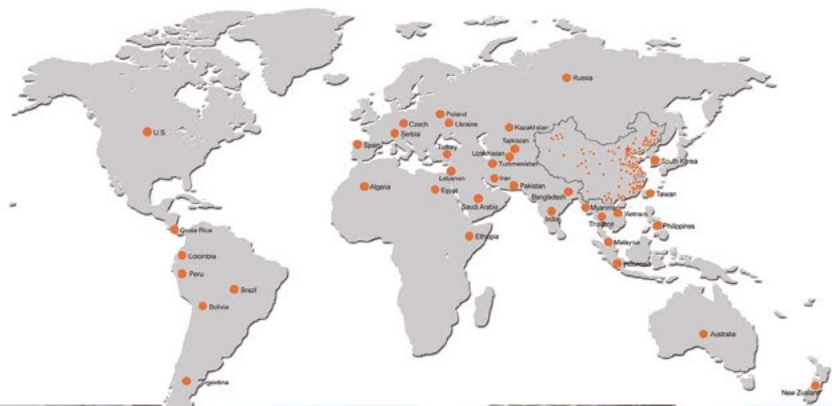 Russia
Poland
Czech
Ukraine
Kazakhstan
U.S.
Serbia
Spain
Turkey
Tajikistan
Uzbekistan
Turkmenistan
South Korea
Lebanon
Iran
Pakistan
Algeria
Egypt
Bangladesh
Taiwan
Saudi Arabia
Myanmar
Vietnam
India
Thailand
Philippines
Costa Rica
Ethiopia
Malaysia
Colombia
Indonesia
Peru
Brazil
Bolivia
Australia
Argentina
New Zealand